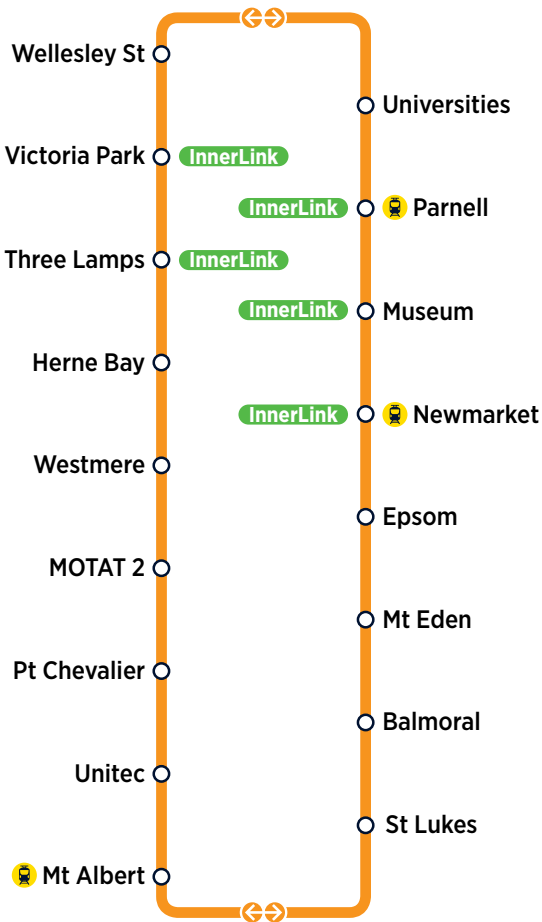 Wellesley St
Universities
Victoria Park InnerLink
InnerLink Parnell
Three Lamps InnerLink
InnerLink Museum
Herne Bay
InnerLink Newmarket
Westmere
Epsom
MOTAT 2
Mt Eden
Pt Chevalier
Balmoral
Unitec
St Lukes
Mt Albert